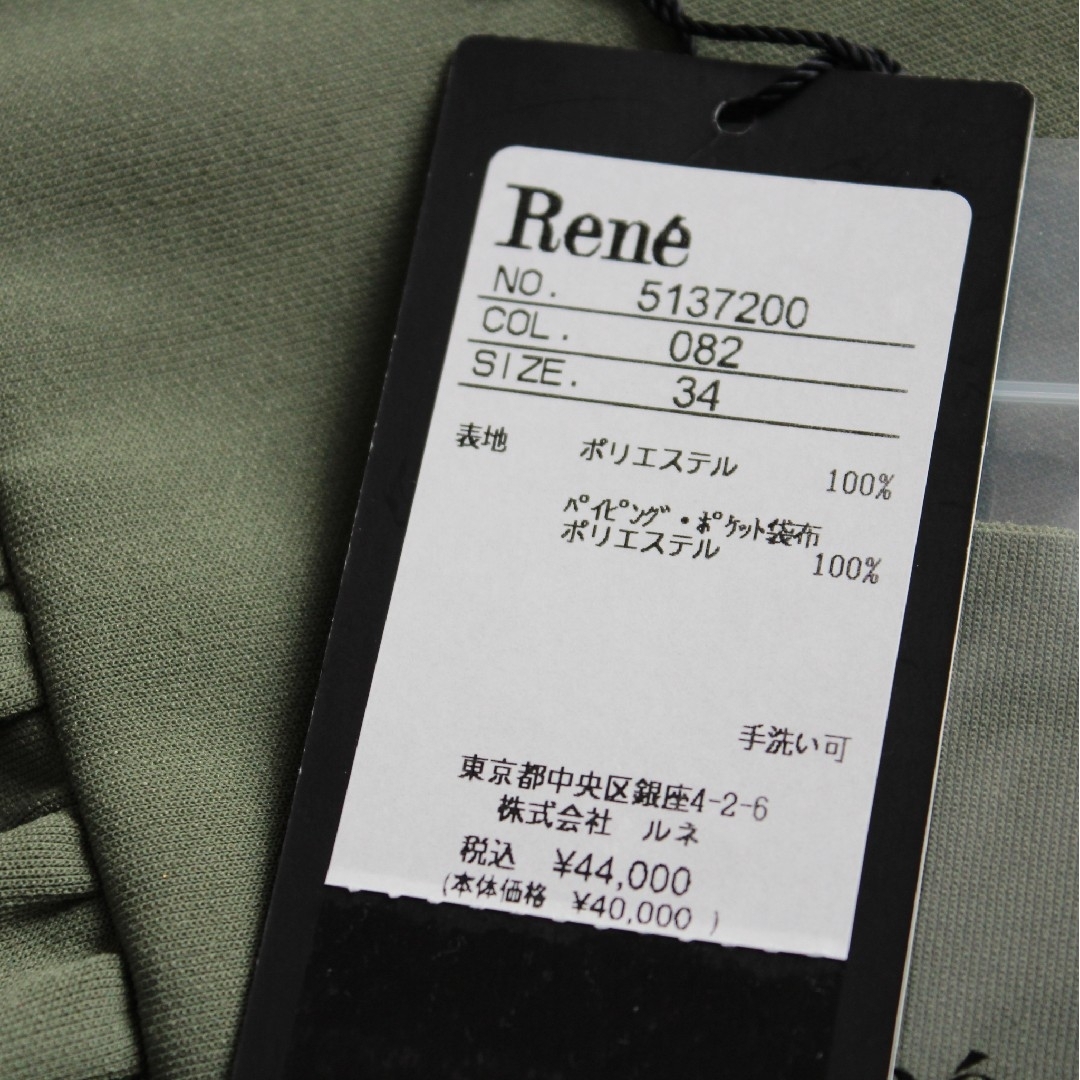 René
NO. 5137200
COL. 082
SIZE. 34
表地 ポリエステル 100%
ﾊﾟｲﾋﾟﾝｸﾞ・ﾎﾟｹｯﾄ袋布
ポリエステル 100%
手洗い可
東京都中央区銀座4-2-6
株式会社 ルネ
税込 ¥44,000
(本体価格 ¥40,000 )